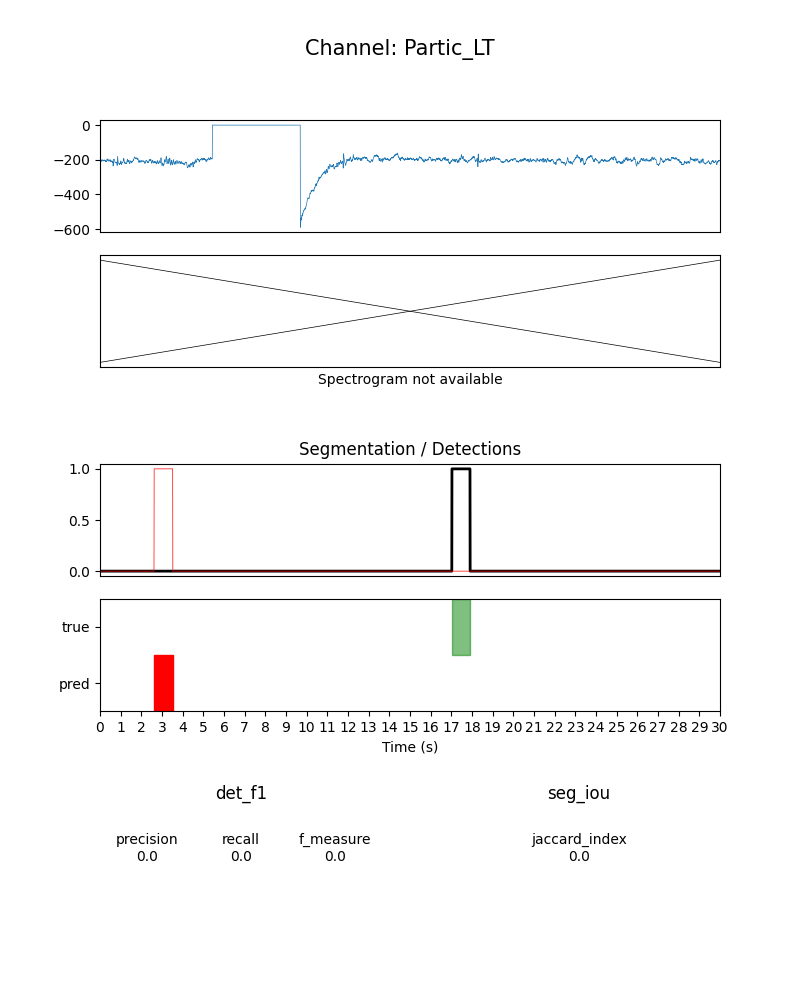 Channel: Partic_LT
0
−200
−400
−600
Spectrogram not available
Segmentation / Detections
1.0
0.5
0.0
true
pred
0 1 2 3 4 5 6 7 8 9 10 11 12 13 14 15 16 17 18 19 20 21 22 23 24 25 26 27 28 29 30
Time (s)
det_f1 seg_iou
precision recall f_measure jaccard_index
0.0 0.0 0.0 0.0